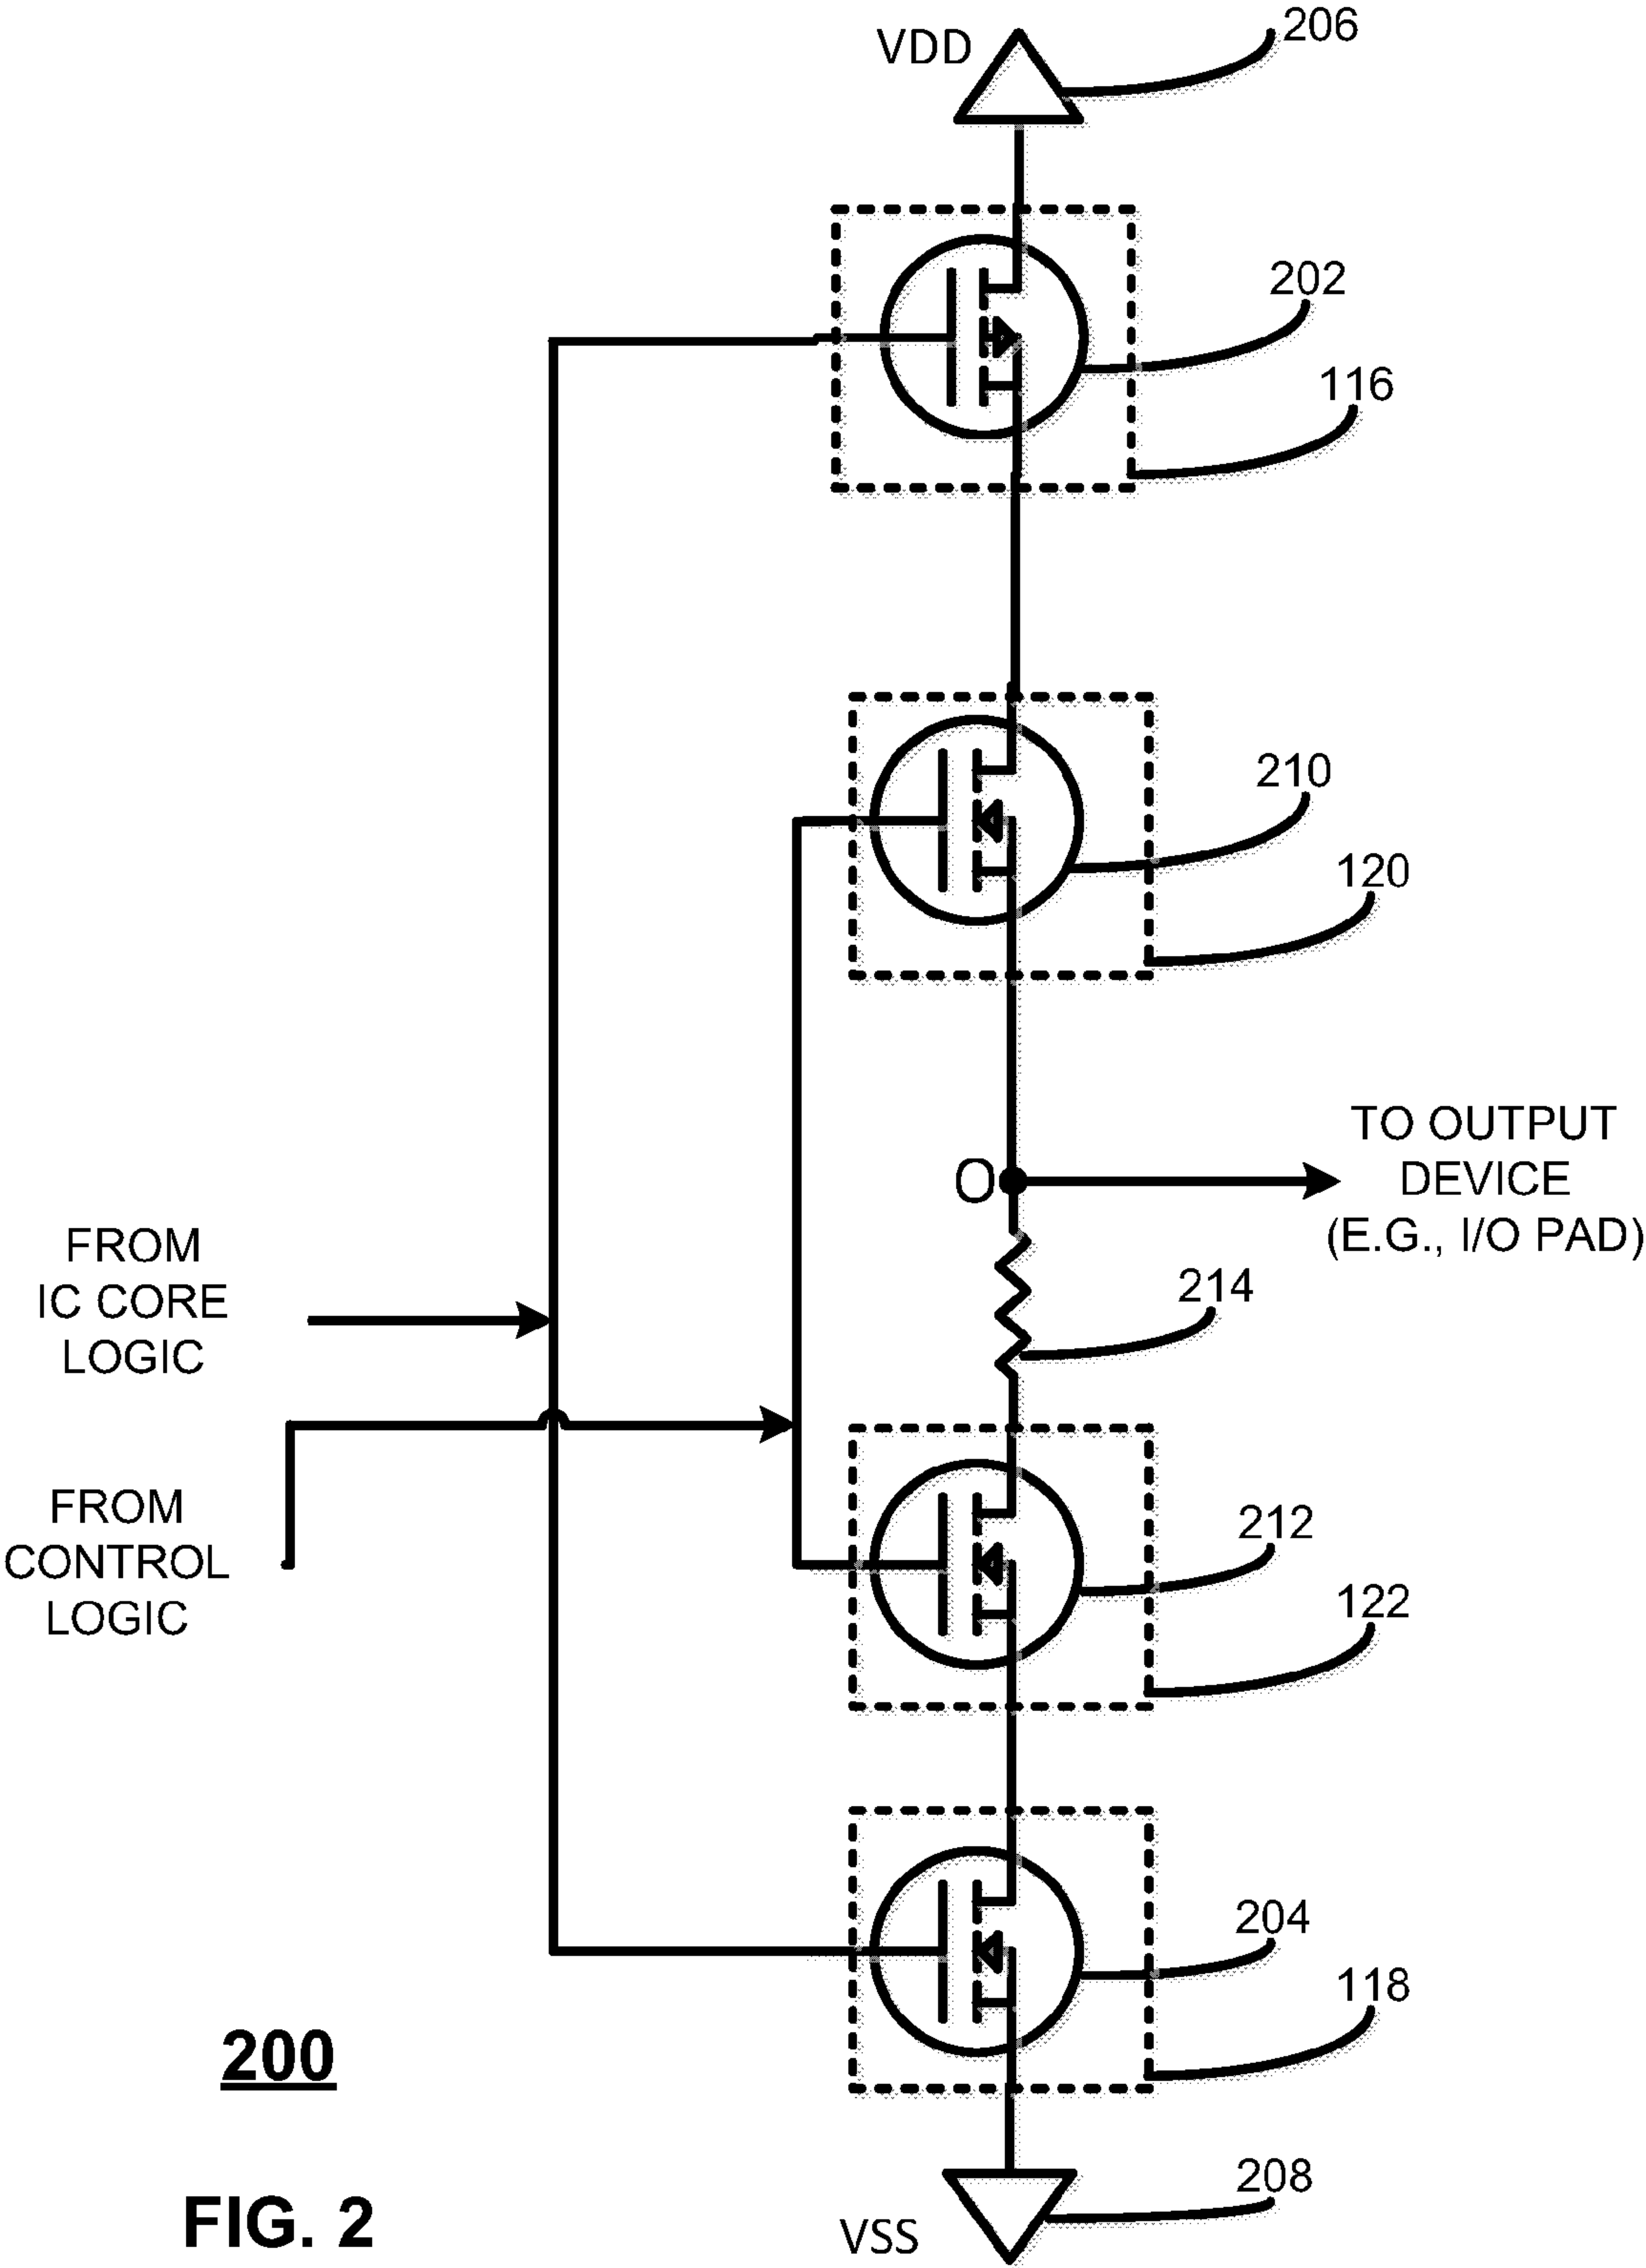 VDD
206
202
116
210
120
TO OUTPUT
DEVICE
(E.G., I/O PAD)
O
FROM
IC CORE
LOGIC
214
FROM
CONTROL
LOGIC
212
122
204
118
200
208
VSS
FIG. 2